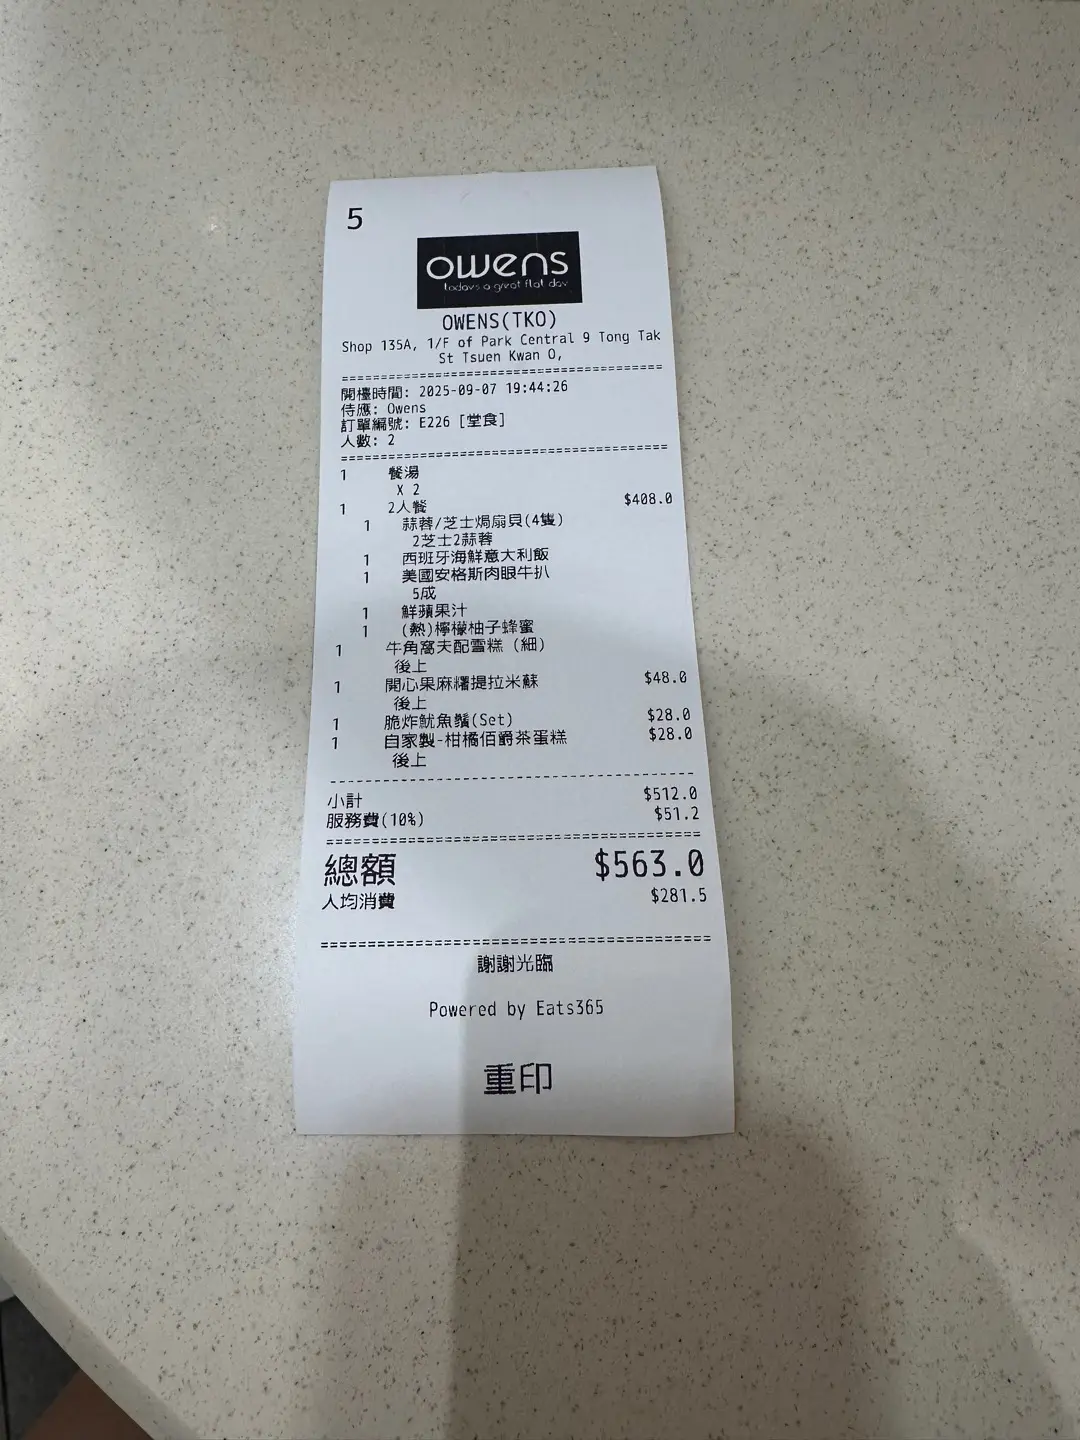 5
owens
todays a great flat day
OWENS(TKO)
Shop 135A, 1/F of Park Central 9 Tong Tak
St Tsuen Kwan O,
開檯時間: 2025-09-07 19:44:26
侍應: Owens
訂單編號: E226 [堂食]
人數: 2
1 餐湯
X 2
1 2人餐 $408.0
1 蒜蓉/芝士焗扇貝(4隻)
2芝士2蒜蓉
1 西班牙海鮮意大利飯
1 美國安格斯肉眼牛扒
5成
1 鮮蘋果汁
1 (熱)檸檬柚子蜂蜜
1 牛角窩夫配雪糕 (細)
後上
1 開心果麻糬提拉米蘇 $48.0
後上
1 脆炸魷魚鬚(Set) $28.0
1 自家製-柑橘佰爵茶蛋糕 $28.0
後上
小計 $512.0
服務費(10%) $51.2
總額 $563.0
人均消費 $281.5
謝謝光臨
Powered by Eats365
重印